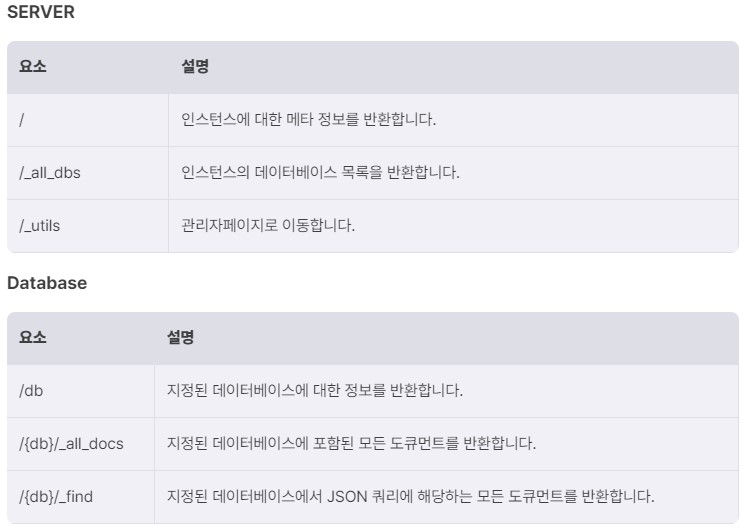 SERVER
요소 설명
/ 인스턴스에 대한 메타 정보를 반환합니다.
/_all_dbs 인스턴스의 데이터베이스 목록을 반환합니다.
/_utils 관리자페이지로 이동합니다.
Database
요소 설명
/db 지정된 데이터베이스에 대한 정보를 반환합니다.
/{db}/_all_docs 지정된 데이터베이스에 포함된 모든 도큐먼트를 반환합니다.
/{db}/_find 지정된 데이터베이스에서 JSON 쿼리에 해당하는 모든 도큐먼트를 반환합니다.